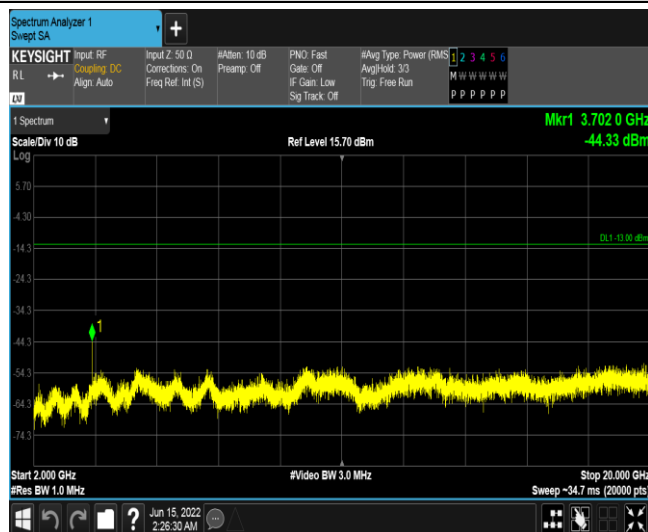 Spectrum Analyzer 1
Swept SA
+
KEYSIGHT Input: RF Input Z: 50 Ω #Atten: 10 dB PNO: Fast #Avg Type: Power (RMS 1 2 3 4 5 6
RL Coupling: DC Corrections: On Preamp: Off Gate: Off Avg|Hold: 3/3 M W W W W W
Align: Auto Freq Ref: Int (S) IF Gain: Low Trig: Free Run
LXI Sig Track: Off P P P P P P
1 Spectrum Mkr1 3.702 0 GHz
Scale/Div 10 dB Ref Level 15.70 dBm -44.33 dBm
Log
5.70
-4.30
DL1 -13.00 dBm
-14.3
-24.3
-34.3
1
-44.3
-54.3
-64.3
-74.3
Start 2.000 GHz #Video BW 3.0 MHz Stop 20.000 GHz
#Res BW 1.0 MHz Sweep ~34.7 ms (20000 pts)
? Jun 15, 2022
2:26:30 AM